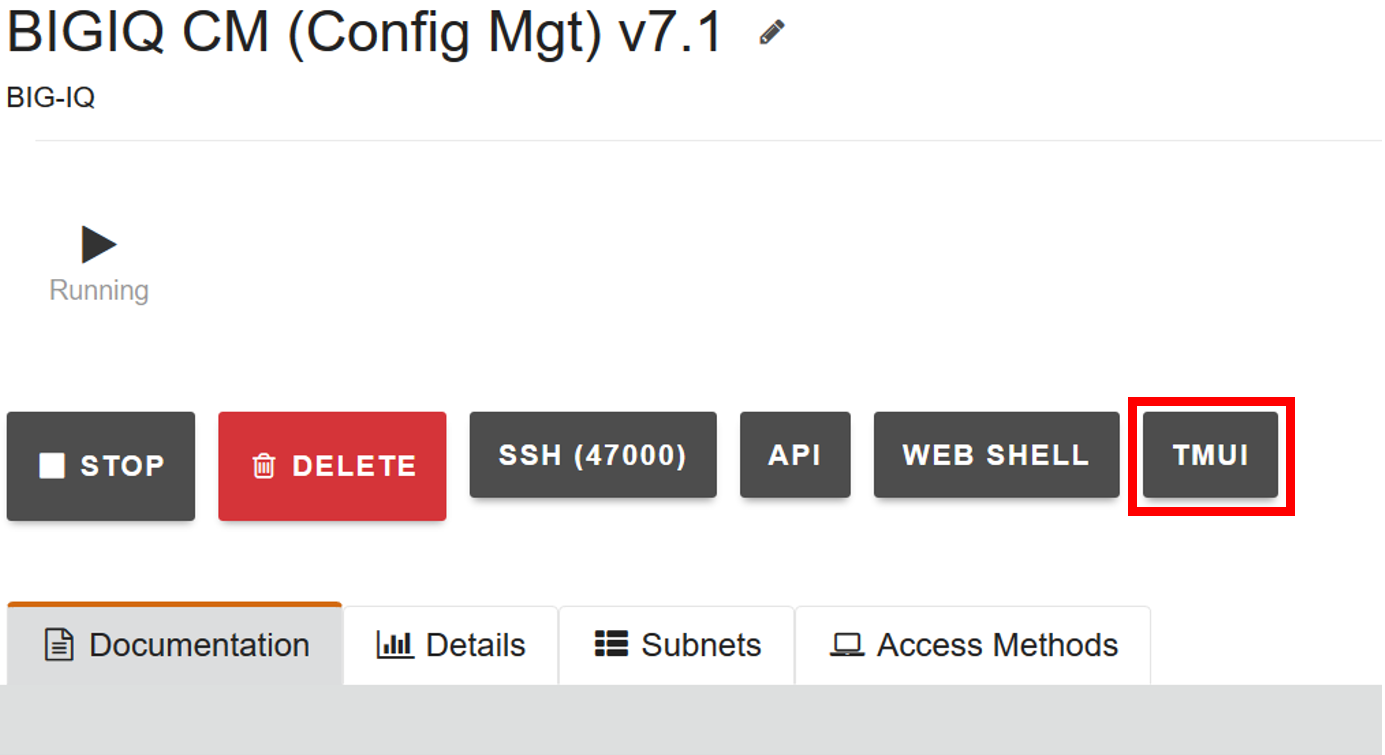 BIGIQ CM (Config Mgt) v7.1
BIG-IQ
Running
STOP DELETE SSH (47000) API WEB SHELL TMUI
Documentation Details Subnets Access Methods